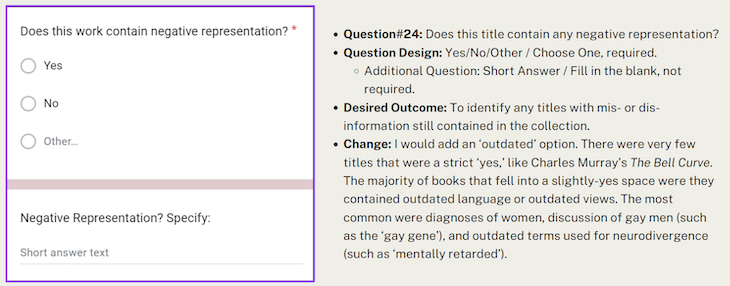 Does this work contain negative representation? *
Yes
No
Other...
Negative Representation? Specify:
Short answer text
• Question#24: Does this title contain any negative representation?
• Question Design: Yes/No/Other / Choose One, required.
◦ Additional Question: Short Answer / Fill in the blank, not
required.
• Desired Outcome: To identify any titles with mis- or dis-
information still contained in the collection.
• Change: I would add an ‘outdated’ option. There were very few
titles that were a strict ‘yes,’ like Charles Murray’s The Bell Curve.
The majority of books that fell into a slightly-yes space were they
contained outdated language or outdated views. The most
common were diagnoses of women, discussion of gay men (such
as the ‘gay gene’), and outdated terms used for neurodivergence
(such as ‘mentally retarded’).